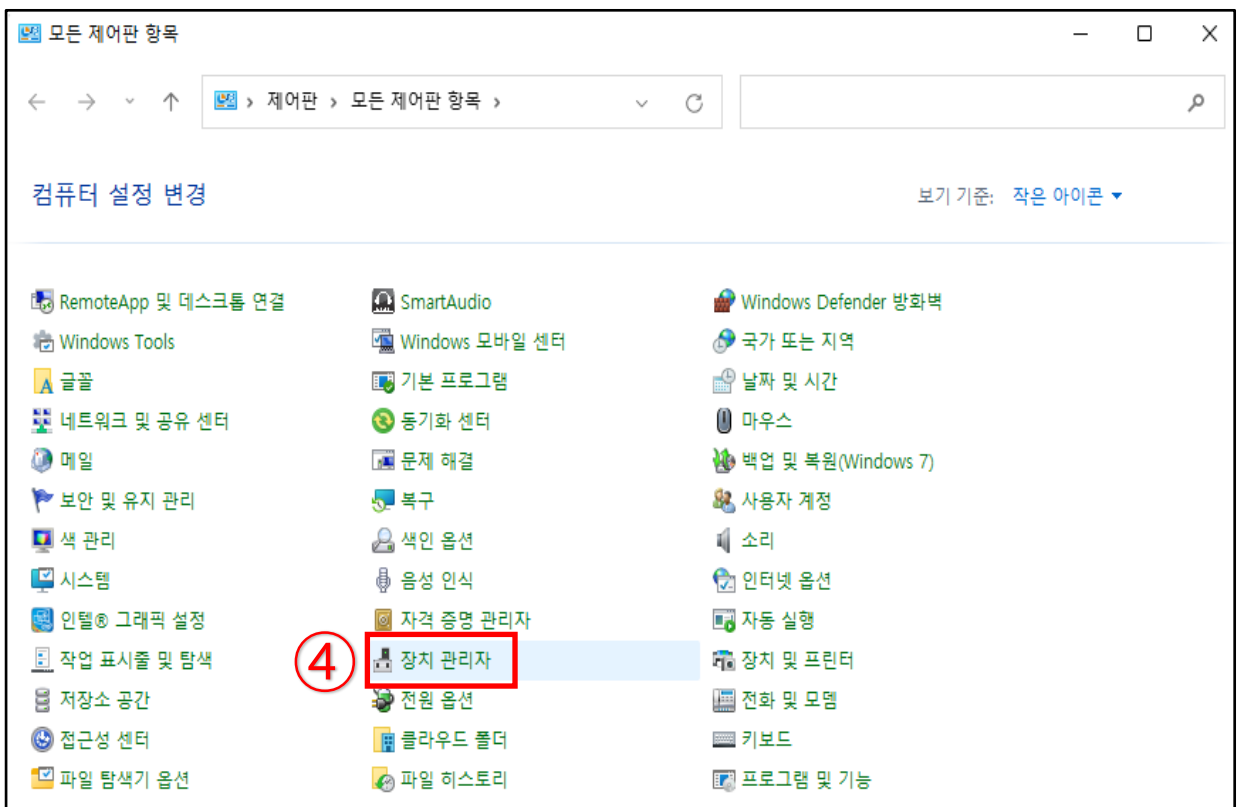 모든 제어판 항목
제어판 › 모든 제어판 항목 ›
컴퓨터 설정 변경
보기 기준: 작은 아이콘
RemoteApp 및 데스크톱 연결 SmartAudio Windows Defender 방화벽
Windows Tools Windows 모바일 센터 국가 또는 지역
글꼴 기본 프로그램 날짜 및 시간
네트워크 및 공유 센터 동기화 센터 마우스
메일 문제 해결 백업 및 복원(Windows 7)
보안 및 유지 관리 복구 사용자 계정
색 관리 색인 옵션 소리
시스템 음성 인식 인터넷 옵션
인텔® 그래픽 설정 자격 증명 관리자 자동 실행
작업 표시줄 및 탐색 ④ 장치 관리자 장치 및 프린터
저장소 공간 전원 옵션 전화 및 모뎀
접근성 센터 클라우드 폴더 키보드
파일 탐색기 옵션 파일 히스토리 프로그램 및 기능